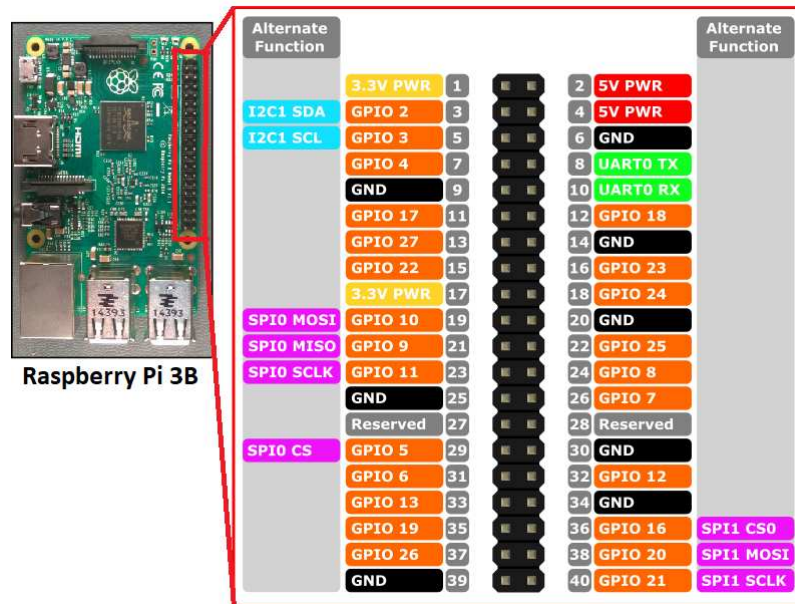 Alternate
Function
Alternate
Function
3.3V PWR 1 2 5V PWR
I2C1 SDA GPIO 2 3 4 5V PWR
I2C1 SCL GPIO 3 5 6 GND
GPIO 4 7 8 UART0 TX
GND 9 10 UART0 RX
GPIO 17 11 12 GPIO 18
GPIO 27 13 14 GND
GPIO 22 15 16 GPIO 23
3.3V PWR 17 18 GPIO 24
SPI0 MOSI GPIO 10 19 20 GND
SPI0 MISO GPIO 9 21 22 GPIO 25
SPI0 SCLK GPIO 11 23 24 GPIO 8
GND 25 26 GPIO 7
Reserved 27 28 Reserved
SPI0 CS GPIO 5 29 30 GND
GPIO 6 31 32 GPIO 12
GPIO 13 33 34 GND
GPIO 19 35 36 GPIO 16 SPI1 CS0
GPIO 26 37 38 GPIO 20 SPI1 MOSI
GND 39 40 GPIO 21 SPI1 SCLK
HDMI
14393
14393
Raspberry Pi 3B